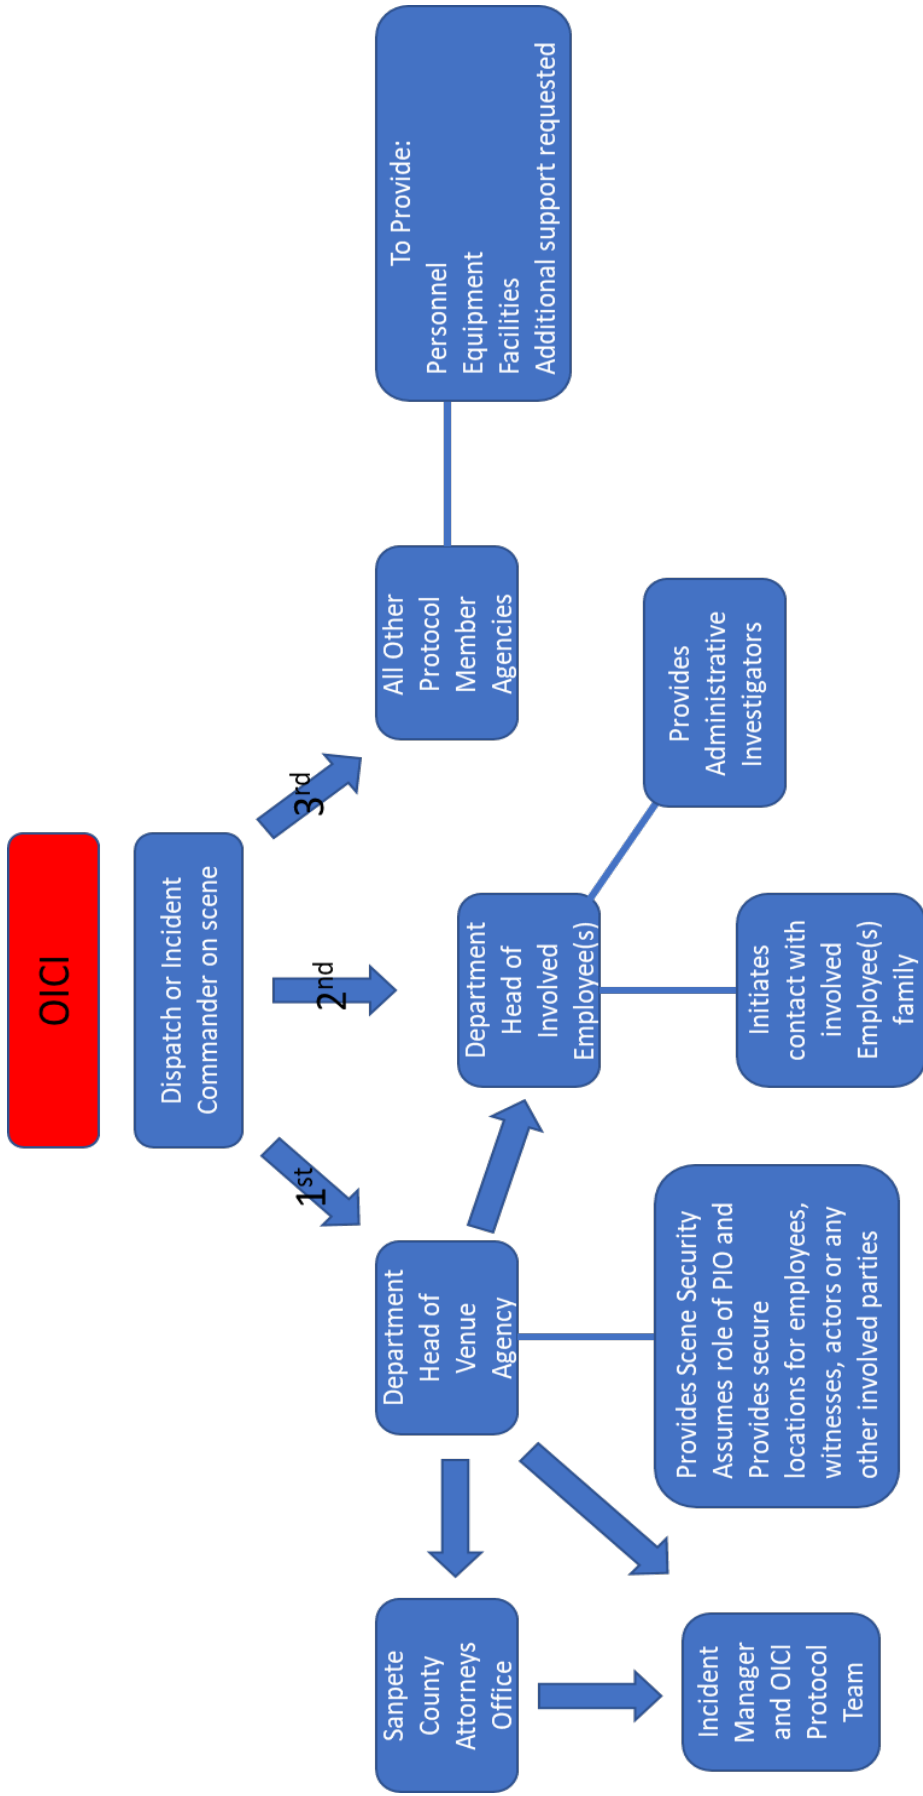 OICI
Dispatch or Incident
Commander on scene
1st
2nd
3rd
Sanpete
County
Attorneys
Office
Department
Head of
Venue
Agency
Department
Head of
Involved
Employee(s)
All Other
Protocol
Member
Agencies
To Provide:
Personnel
Equipment
Facilities
Additional support requested
Incident
Manager
and OICI
Protocol
Team
Provides Scene Security
Assumes role of PIO and
Provides secure
locations for employees,
witnesses, actors or any
other involved parties
Initiates
contact with
involved
Employee(s)
family
Provides
Administrative
Investigators